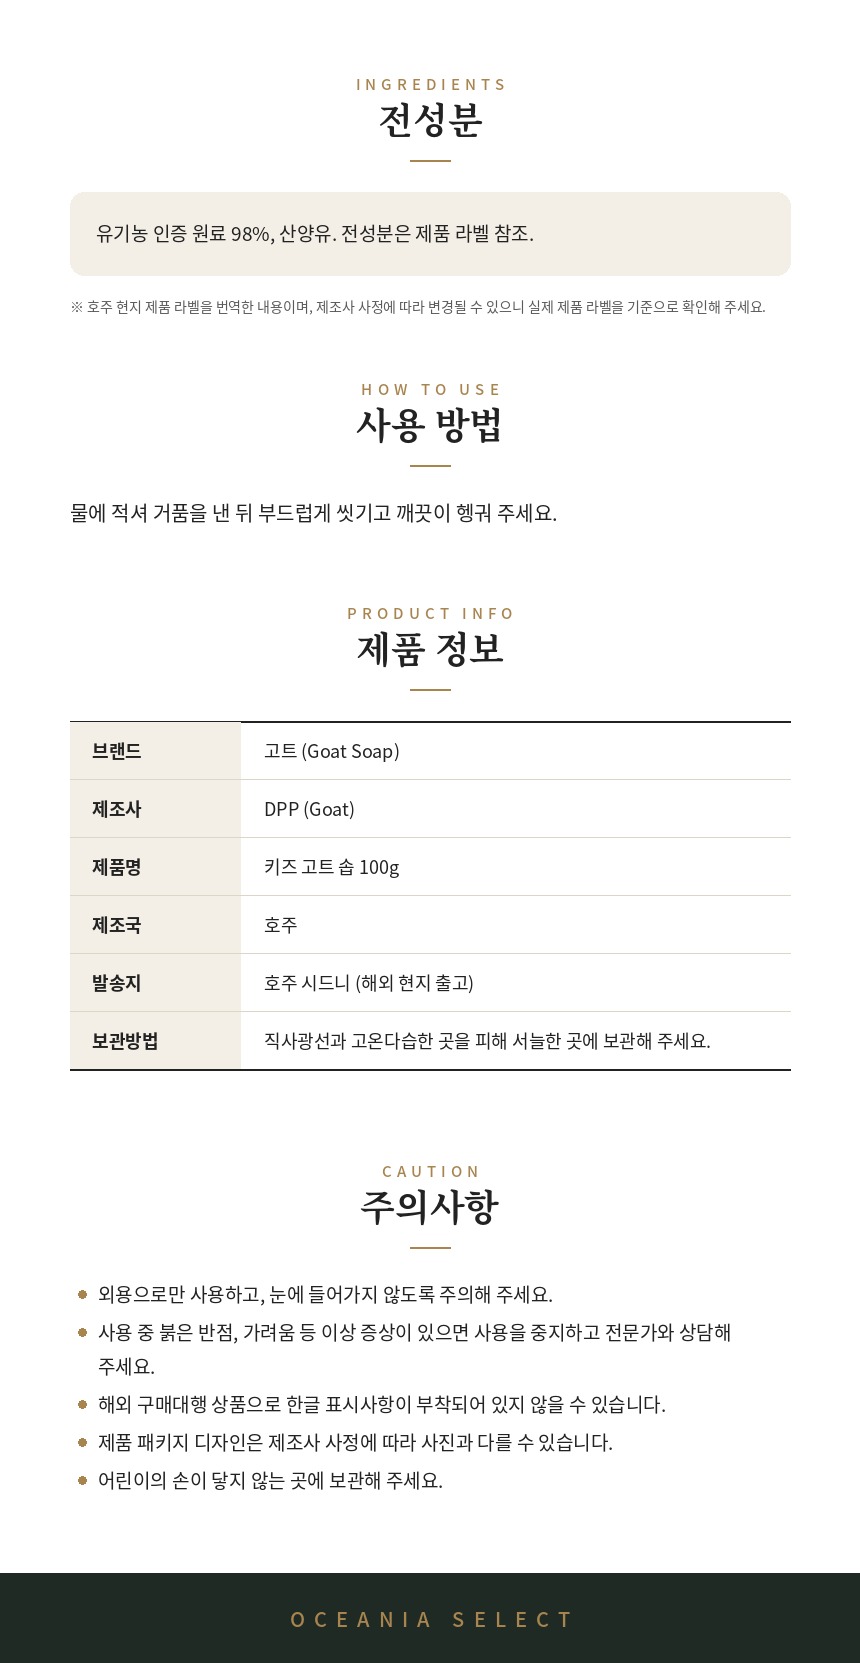 INGREDIENTS
전성분
유기농 인증 원료 98%, 산양유. 전성분은 제품 라벨 참조.
※ 호주 현지 제품 라벨을 번역한 내용이며, 제조사 사정에 따라 변경될 수 있으니 실제 제품 라벨을 기준으로 확인해 주세요.
HOW TO USE
사용 방법
물에 적셔 거품을 낸 뒤 부드럽게 씻기고 깨끗이 헹궈 주세요.
PRODUCT INFO
제품 정보
브랜드 고트 (Goat Soap)
제조사 DPP (Goat)
제품명 키즈 고트 솝 100g
제조국 호주
발송지 호주 시드니 (해외 현지 출고)
보관방법 직사광선과 고온다습한 곳을 피해 서늘한 곳에 보관해 주세요.
CAUTION
주의사항
외용으로만 사용하고, 눈에 들어가지 않도록 주의해 주세요.
사용 중 붉은 반점, 가려움 등 이상 증상이 있으면 사용을 중지하고 전문가와 상담해
주세요.
해외 구매대행 상품으로 한글 표시사항이 부착되어 있지 않을 수 있습니다.
제품 패키지 디자인은 제조사 사정에 따라 사진과 다를 수 있습니다.
어린이의 손이 닿지 않는 곳에 보관해 주세요.
OCEANIA SELECT